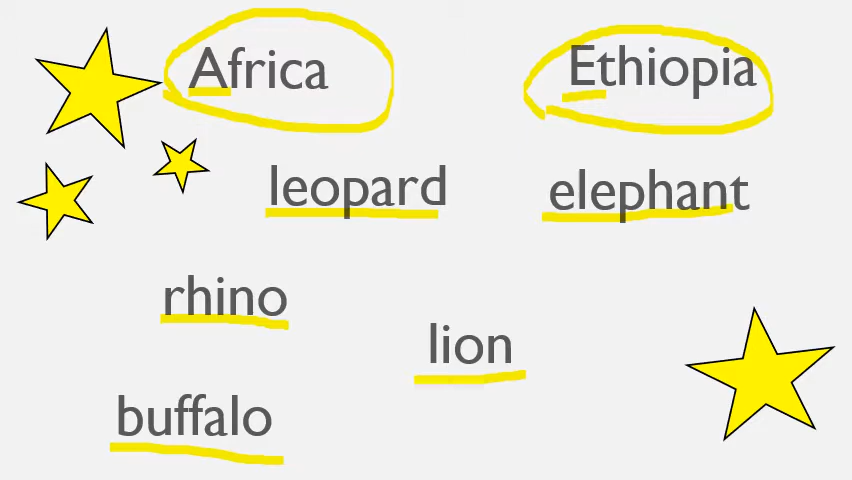 Africa Ethiopia
leopard elephant
rhino
lion
buffalo